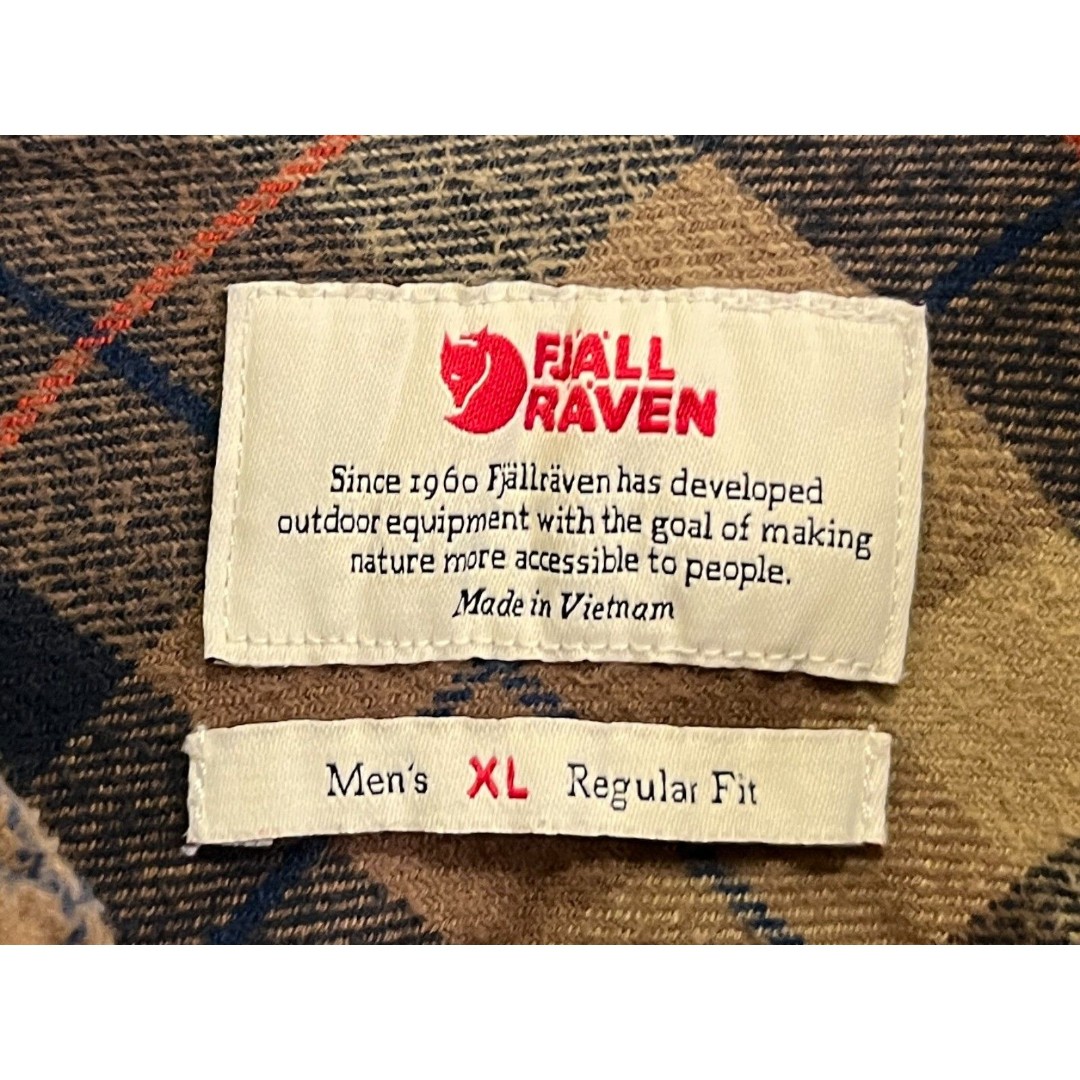 FJÄLL
RÄVEN
Since 1960 Fjällräven has developed
outdoor equipment with the goal of making
nature more accessible to people.
Made in Vietnam
Men's XL Regular Fit